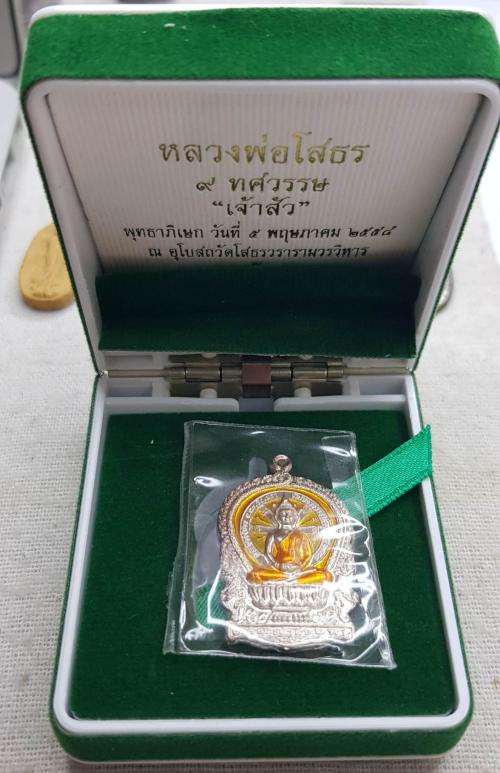 หลวงพ่อโสธร
๙ ทศวรรษ
“เจ้าสัว”
พุทธาภิเษก วันที่ ๕ พฤษภาคม ๒๕๕๔
ณ อุโบสถวัดโสธรวรารามวรวิหาร